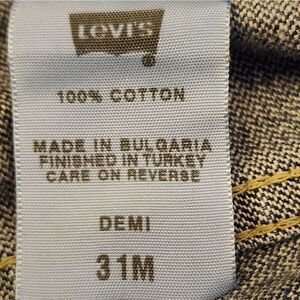 Levi's
®
100% COTTON
MADE IN BULGARIA
FINISHED IN TURKEY
CARE ON REVERSE
DEMI
31M